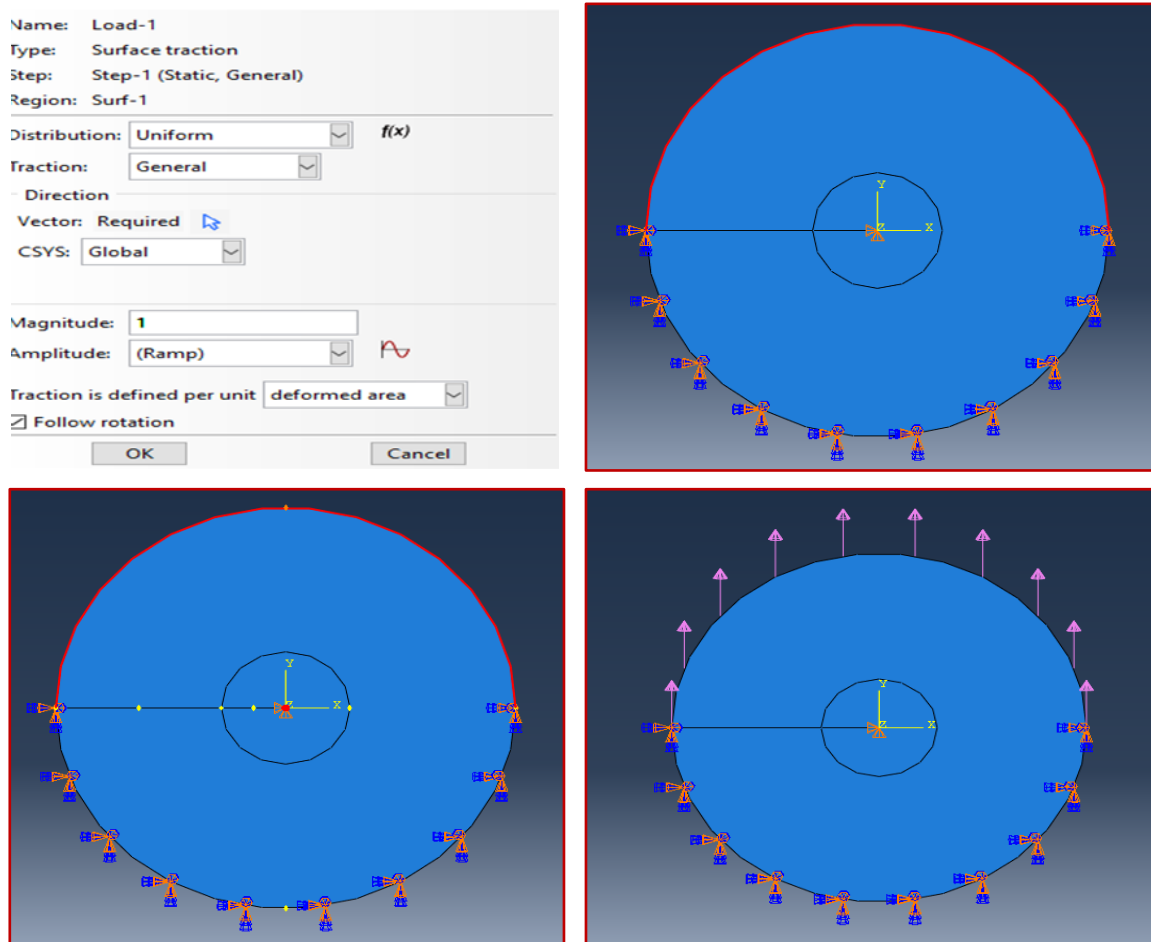 Name: Load-1
Type: Surface traction
Step: Step-1 (Static, General)
Region: Surf-1
Distribution: Uniform f(x)
Traction: General
Direction
Vector: Required
CSYS: Global
Magnitude: 1
Amplitude: (Ramp)
Traction is defined per unit deformed area
Follow rotation
OK Cancel
Y
Z X
Y
Z X
Y
Z X